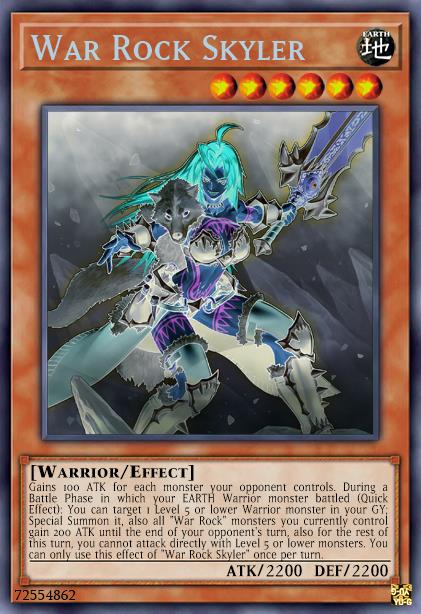 War Rock Skyler
EARTH
地
[Warrior/Effect]
Gains 100 ATK for each monster your opponent controls. During a
Battle Phase in which your EARTH Warrior monster battled (Quick
Effect): You can target 1 Level 5 or lower Warrior monster in your GY;
Special Summon it, also all "War Rock" monsters you currently control
gain 200 ATK until the end of your opponent's turn, also for the rest of
this turn, you cannot attack directly with Level 5 or lower monsters. You
can only use this effect of "War Rock Skyler" once per turn.
ATK/2200 DEF/2200
72554862